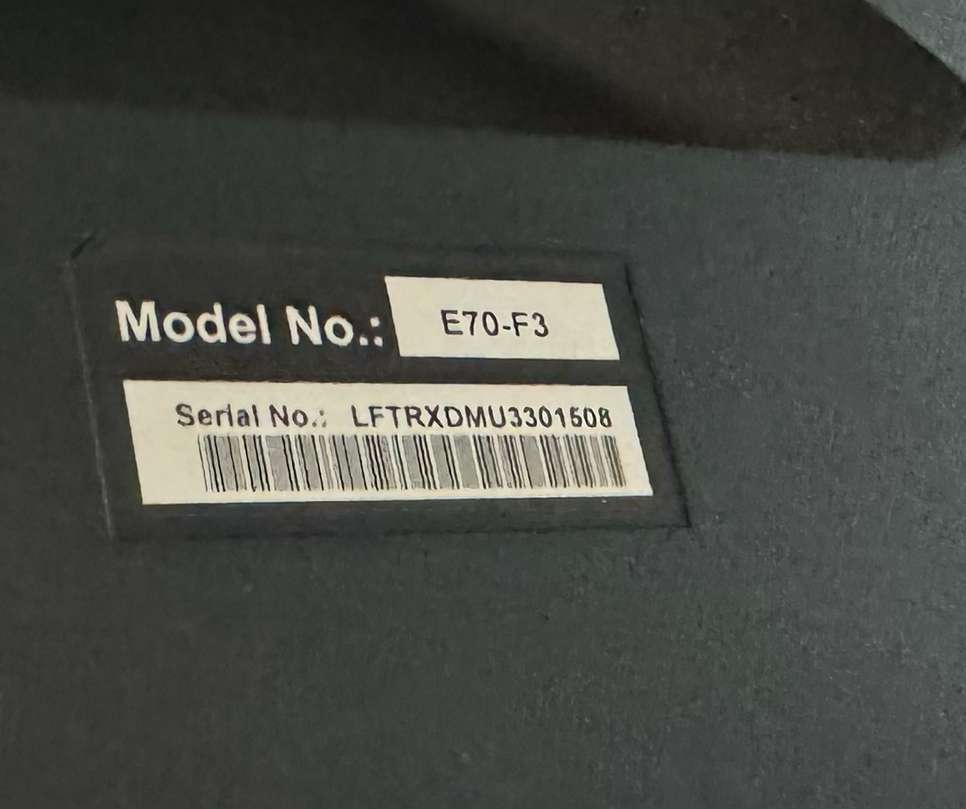 Model No.: E70-F3
Serial No.: LFTRXDMU3301508